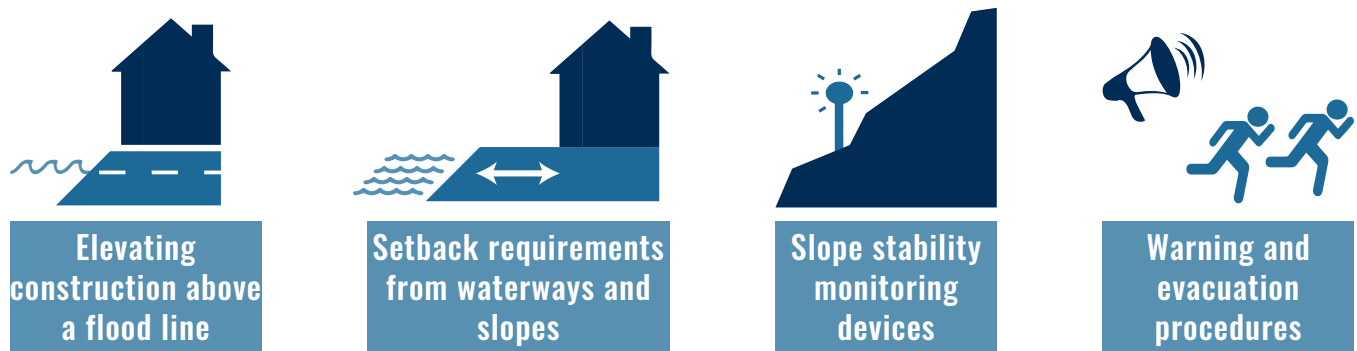 Elevating
construction above
a flood line
Setback requirements
from waterways and
slopes
Slope stability
monitoring
devices
Warning and
evacuation
procedures